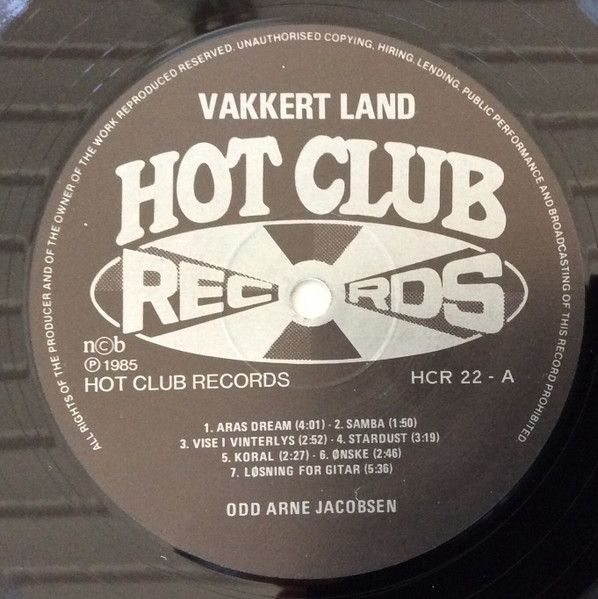 ALL RIGHTS OF THE PRODUCER AND OF THE OWNER OF THE WORK REPRODUCED RESERVED. UNAUTHORISED COPYING, HIRING, LENDING, PUBLIC PERFORMANCE AND BROADCASTING OF THIS RECORD PROHIBITED.
VAKKERT LAND
HOT CLUB
RECORDS
n©b
℗ 1985
HOT CLUB RECORDS
HCR 22 - A
1. ARAS DREAM (4:01) - 2. SAMBA (1:50)
3. VISE I VINTERLYS (2:52) - 4. STARDUST (3:19)
5. KORAL (2:27) - 6. ØNSKE (2:46)
7. LØSNING FOR GITAR (5:36)
ODD ARNE JACOBSEN